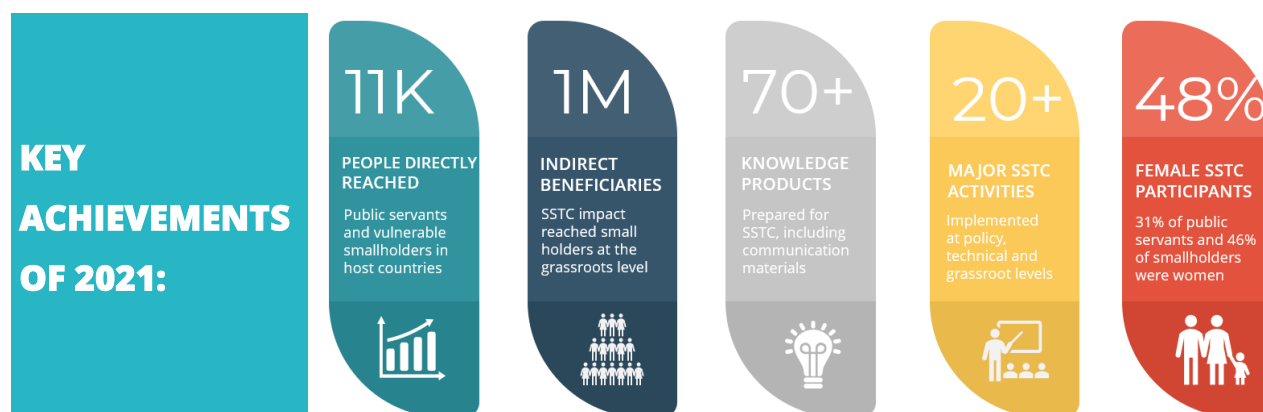 KEY
ACHIEVEMENTS
OF 2021:
11K
PEOPLE DIRECTLY
REACHED
Public servants
and vulnerable
smallholders in
host countries
1M
INDIRECT
BENEFICIARIES
SSTC impact
reached small
holders at the
grassroots level
70+
KNOWLEDGE
PRODUCTS
Prepared for
SSTC, including
communication
materials
20+
MAJOR SSTC
ACTIVITIES
Implemented
at policy,
technical and
grassroot levels
48%
FEMALE SSTC
PARTICIPANTS
31% of public
servants and 46%
of smallholders
were women